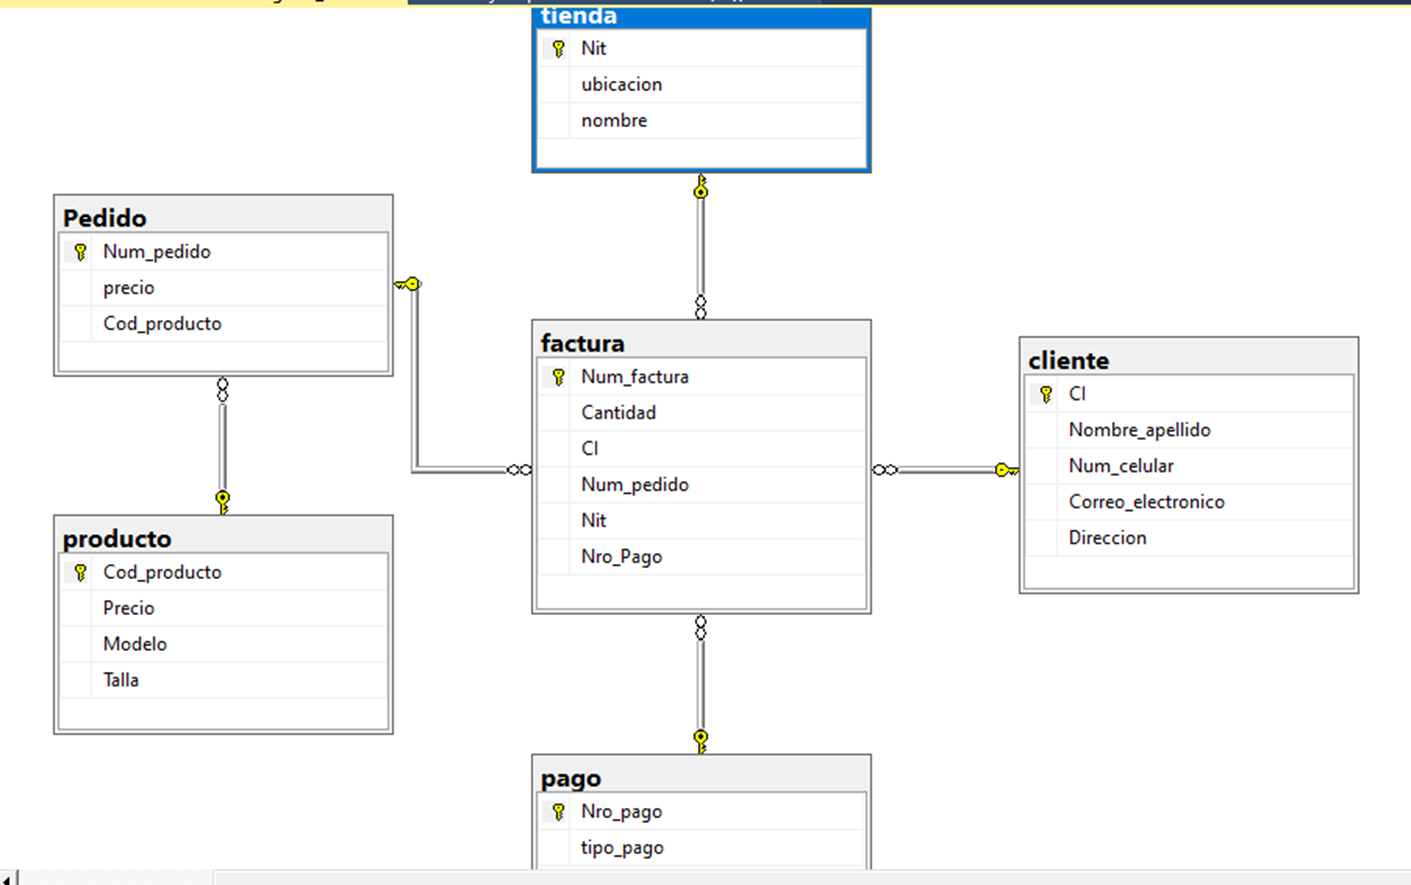 tienda
Nit
ubicacion
nombre
Pedido
Num_pedido
precio
Cod_producto
factura
Num_factura
Cantidad
CI
Num_pedido
Nit
Nro_Pago
cliente
CI
Nombre_apellido
Num_celular
Correo_electronico
Direccion
producto
Cod_producto
Precio
Modelo
Talla
pago
Nro_pago
tipo_pago